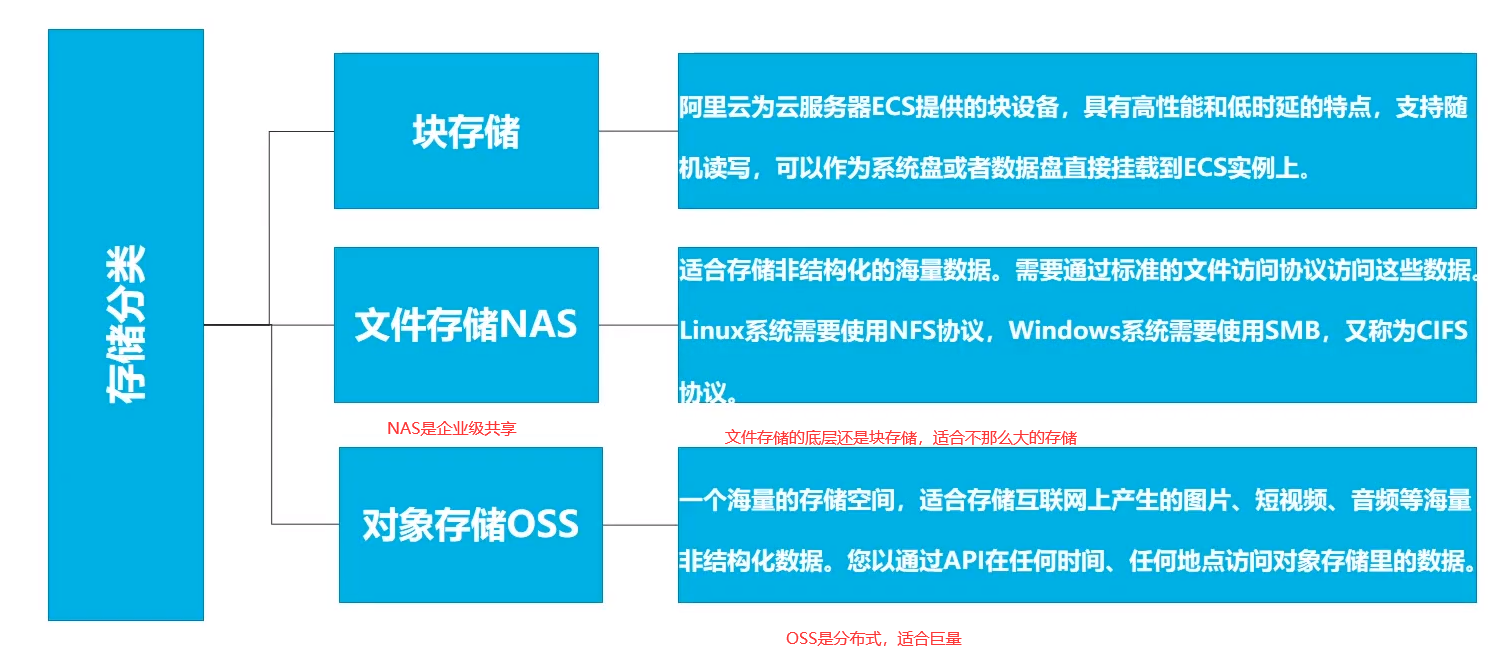 存储分类
块存储
阿里云为云服务器ECS提供的块设备，具有高性能和低时延的特点，支持随
机读写，可以作为系统盘或者数据盘直接挂载到ECS实例上。
文件存储NAS
适合存储非结构化的海量数据。需要通过标准的文件访问协议访问这些数据。
Linux系统需要使用NFS协议，Windows系统需要使用SMB，又称为CIFS
协议。
NAS是企业级共享
文件存储的底层还是块存储，适合不那么大的存储
对象存储OSS
一个海量的存储空间，适合存储互联网上产生的图片、短视频、音频等海量
非结构化数据。您以通过API在任何时间、任何地点访问对象存储里的数据。
OSS是分布式，适合巨量